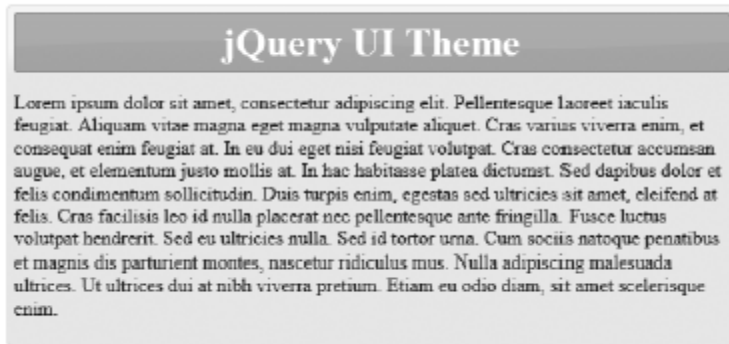 jQuery UI Theme
Lorem ipsum dolor sit amet, consectetur adipiscing elit. Pellentesque laoreet iaculis
feugiat. Aliquam vitae magna eget magna vulputate aliquet. Cras varius viverra enim, et
consequat enim feugiat at. In eu dui eget nisi feugiat volutpat. Cras consectetur accumsan
augue, et elementum justo mollis at. In hac habitasse platea dictumst. Sed dapibus dolor et
felis condimentum sollicitudin. Duis turpis enim, egestas sed ultricies sit amet, eleifend at
felis. Cras facilisis leo id nulla placerat nec pellentesque ante fringilla. Fusce luctus
volutpat hendrerit. Sed eu ultricies nulla. Sed id tortor urna. Cum sociis natoque penatibus
et magnis dis parturient montes, nascetur ridiculus mus. Nulla adipiscing malesuada
ultrices. Ut ultrices dui at nibh viverra pretium. Etiam eu odio diam, sit amet scelerisque
enim.